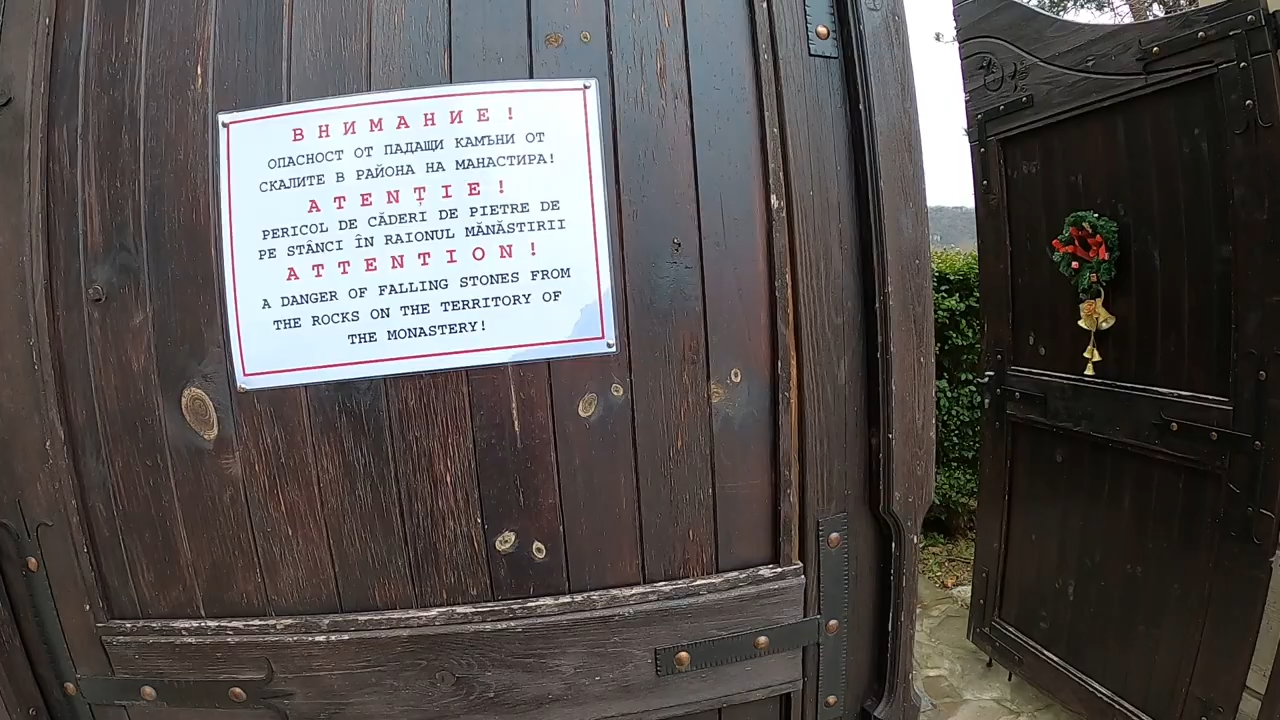 ВНИМАНИЕ!
ОПАСНОСТ ОТ ПАДАЩИ КАМЪНИ ОТ
СКАЛИТЕ В РАЙОНА НА МАНАСТИРА!
ATENȚIE!
PERICOL DE CĂDERI DE PIETRE DE
PE STÂNCI ÎN RAIONUL MĂNĂSTIRII
ATTENTION!
A DANGER OF FALLING STONES FROM
THE ROCKS ON THE TERRITORY OF
THE MONASTERY!